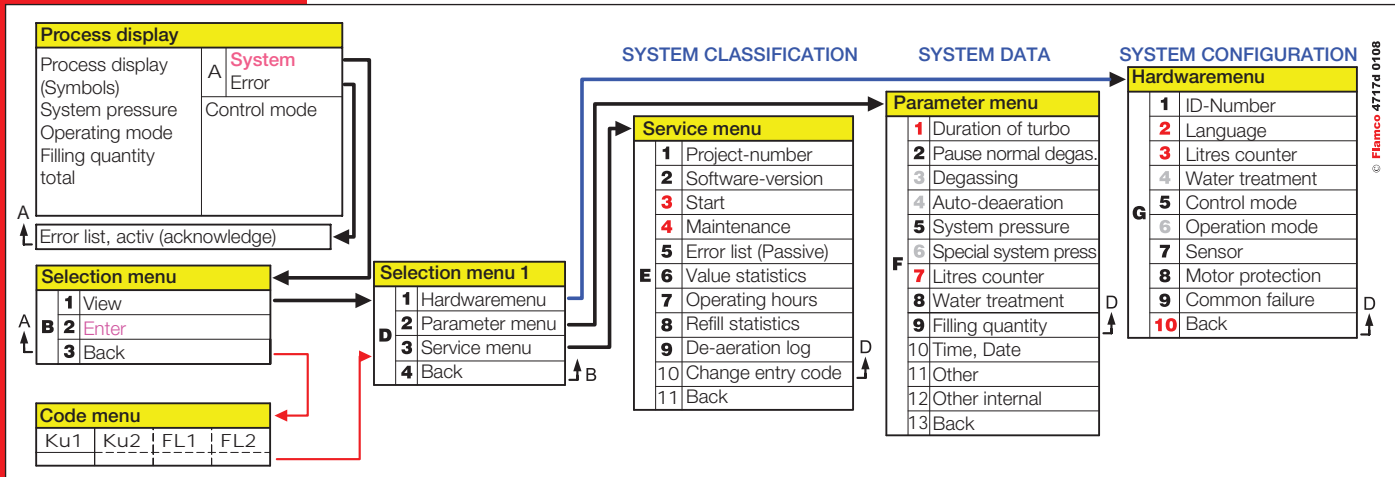 Process display
Process display
(Symbols)
System pressure
Operating mode
Filling quantity
total
A
System
Error
Control mode
A
Error list, activ (acknowledge)
Selection menu
A
B
1 View
2 Enter
3 Back
Code menu
Ku1 Ku2 FL1 FL2
Selection menu 1
D
1 Hardwaremenu
2 Parameter menu
3 Service menu
4 Back
B
SYSTEM CLASSIFICATION
Service menu
E
1 Project-number
2 Software-version
3 Start
4 Maintenance
5 Error list (Passive)
6 Value statistics
7 Operating hours
8 Refill statistics
9 De-aeration log
10 Change entry code
11 Back
D
SYSTEM DATA
Parameter menu
F
1 Duration of turbo
2 Pause normal degas.
3 Degassing
4 Auto-deaeration
5 System pressure
6 Special system press
7 Litres counter
8 Water treatment
9 Filling quantity
10 Time, Date
11 Other
12 Other internal
13 Back
D
SYSTEM CONFIGURATION
Hardwaremenu
G
1 ID-Number
2 Language
3 Litres counter
4 Water treatment
5 Control mode
6 Operation mode
7 Sensor
8 Motor protection
9 Common failure
10 Back
D
© Flamco 4717d 0108